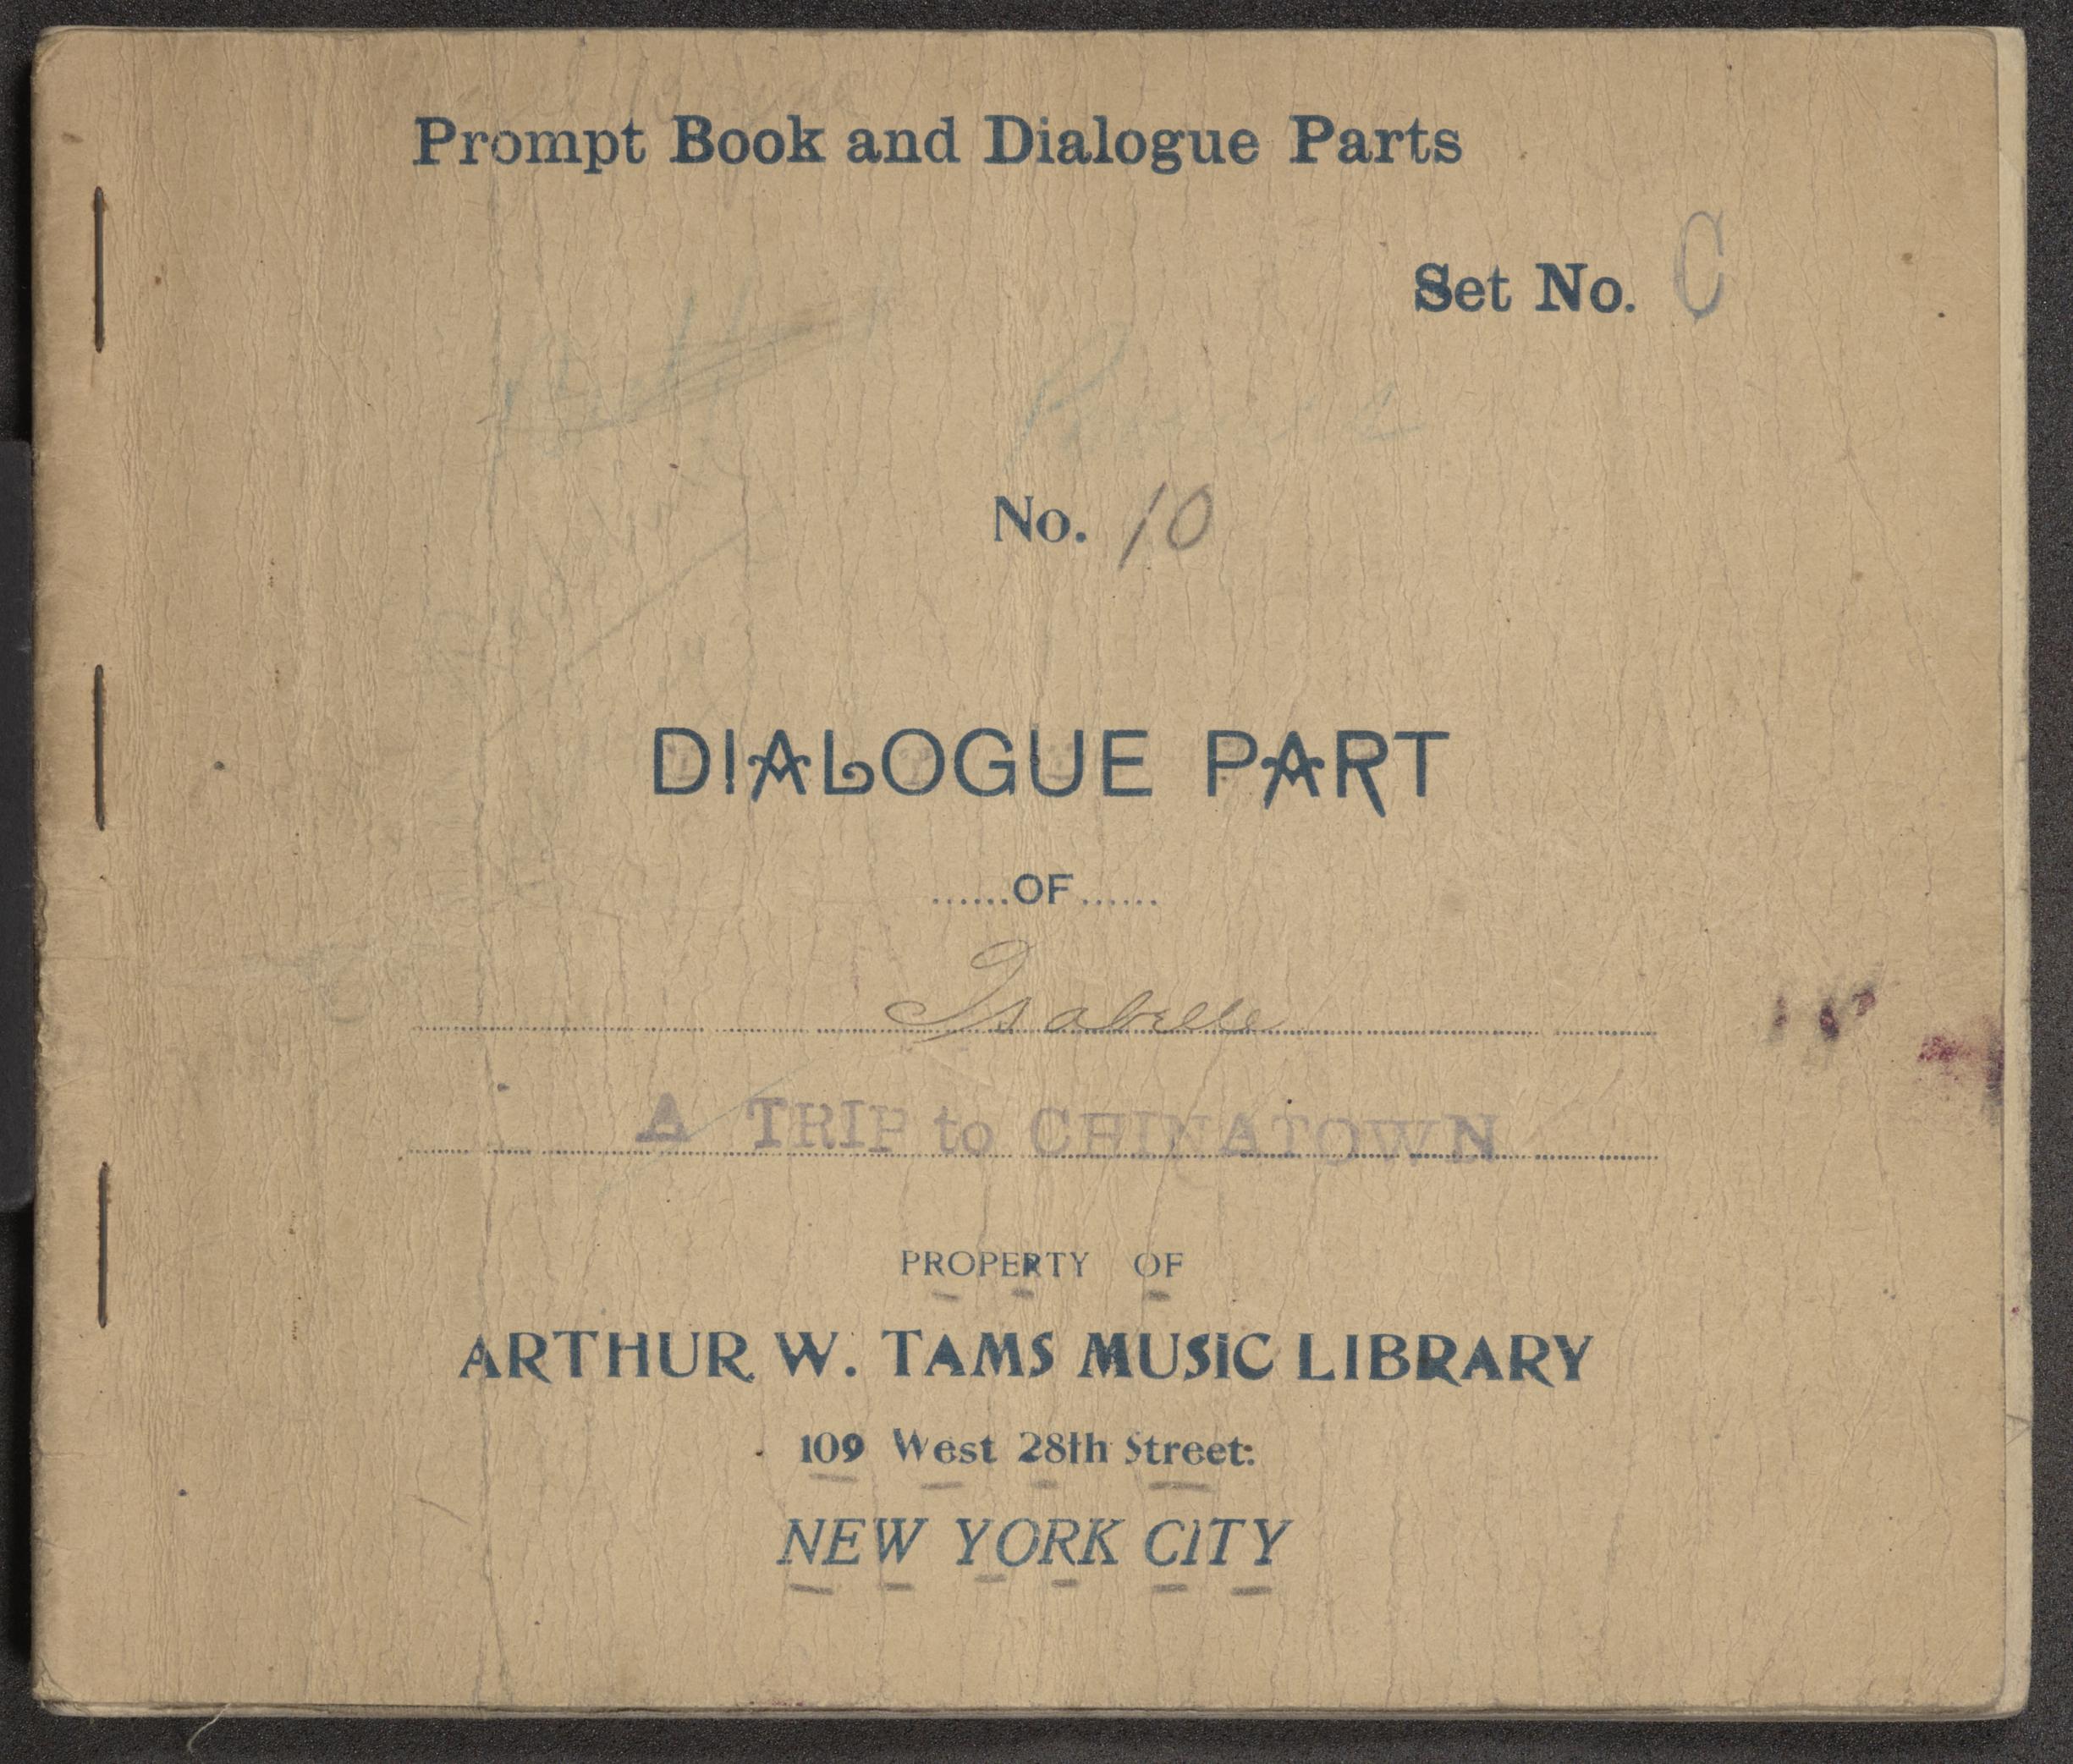 Prompt Book and Dialogue Parts
Set No. C
No. 10
DIALOGUE PART
......OF......
Isabelle
A TRIP to CHINATOWN
PROPERTY OF
ARTHUR W. TAMS MUSIC LIBRARY
109 West 28th Street:
NEW YORK CITY